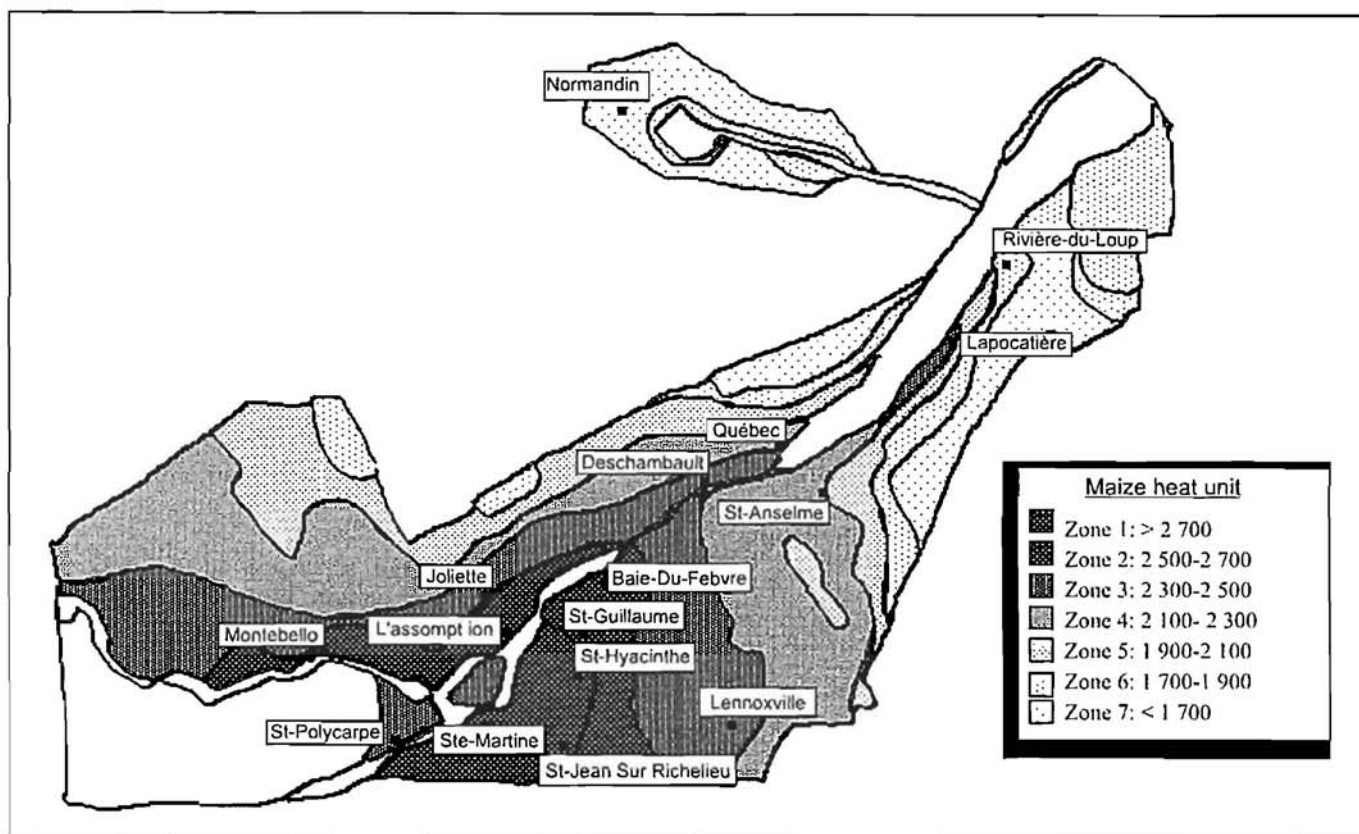 Normandin
Rivière-du-Loup
Lapocatière
Québec
Deschambault
St-Anselme
Joliette
Baie-Du-Febvre
St-Guillaume
Montebello
L'assompt ion
St-Hyacinthe
Lennoxville
St-Polycarpe
Ste-Martine
St-Jean Sur Richelieu
Maize heat unit
Zone 1: > 2 700
Zone 2: 2 500-2 700
Zone 3: 2 300-2 500
Zone 4: 2 100- 2 300
Zone 5: 1 900-2 100
Zone 6: 1 700-1 900
Zone 7: < 1 700